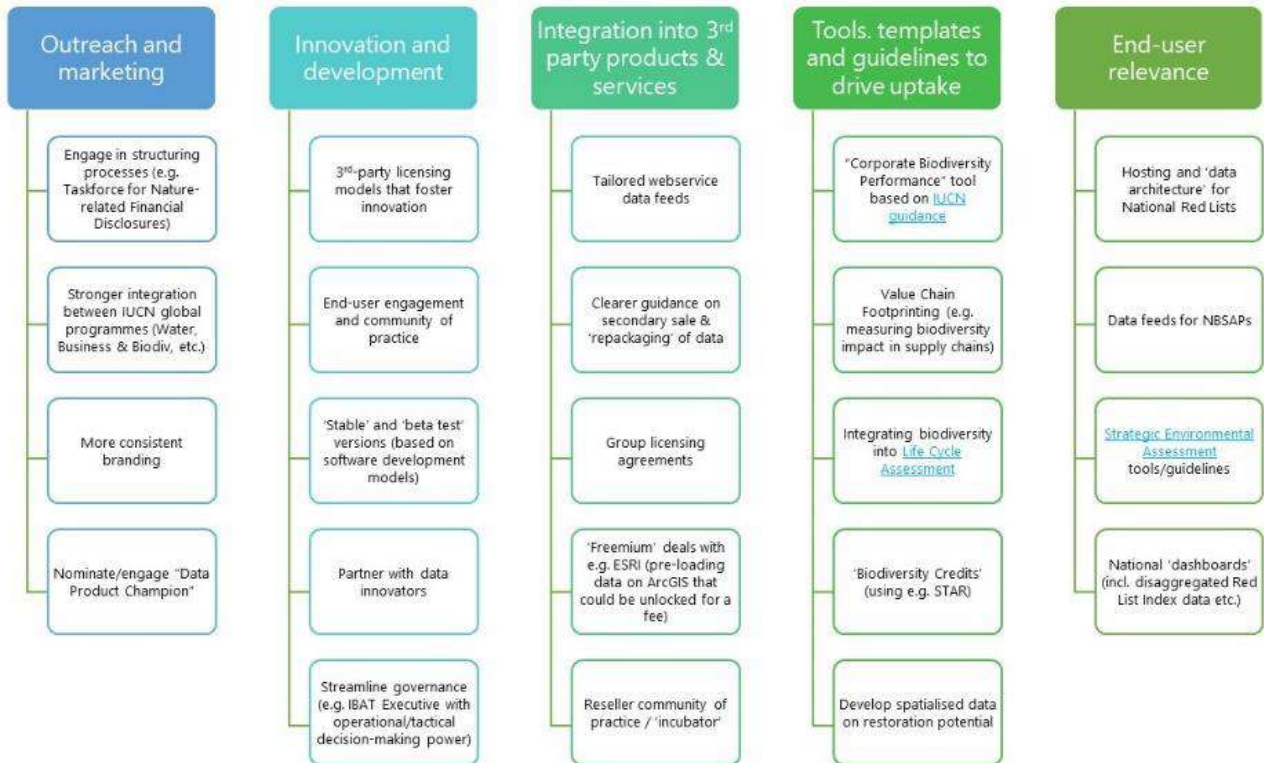 Outreach and
marketing
Engage in structuring
processes (e.g.
Taskforce for Nature-
related Financial
Disclosures)
Stronger integration
between IUCN global
programmes (Water,
Business & Biodiv, etc.)
More consistent
branding
Nominate/engage "Data
Product Champion"
Innovation and
development
3rd-party licensing
models that foster
innovation
End-user engagement
and community of
practice
'Stable' and 'beta test'
versions (based on
software development
models)
Partner with data
innovators
Streamline governance
(e.g. IBAT Executive with
operational/tactical
decision-making power)
Integration into 3rd
party products &
services
Tailored webservice
data feeds
Clearer guidance on
secondary sale &
'repackaging' of data
Group licensing
agreements
'Freemium' deals with
e.g. ESRI (pre-loading
data on ArcGIS that
could be unlocked for a
fee)
Reseller community of
practice / 'incubator'
Tools. templates
and guidelines to
drive uptake
"Corporate Biodiversity
Performance" tool
based on IUCN
guidance
Value Chain
Footprinting (e.g.
measuring biodiversity
impact in supply chains)
Integrating biodiversity
into Life Cycle
Assessment
'Biodiversity Credits'
(using e.g. STAR)
Develop spatialised data
on restoration potential
End-user
relevance
Hosting and 'data
architecture' for
National Red Lists
Data feeds for NBSAPs
Strategic Environmental
Assessment
tools/guidelines
National 'dashboards'
(incl. disaggregated Red
List Index data etc.)